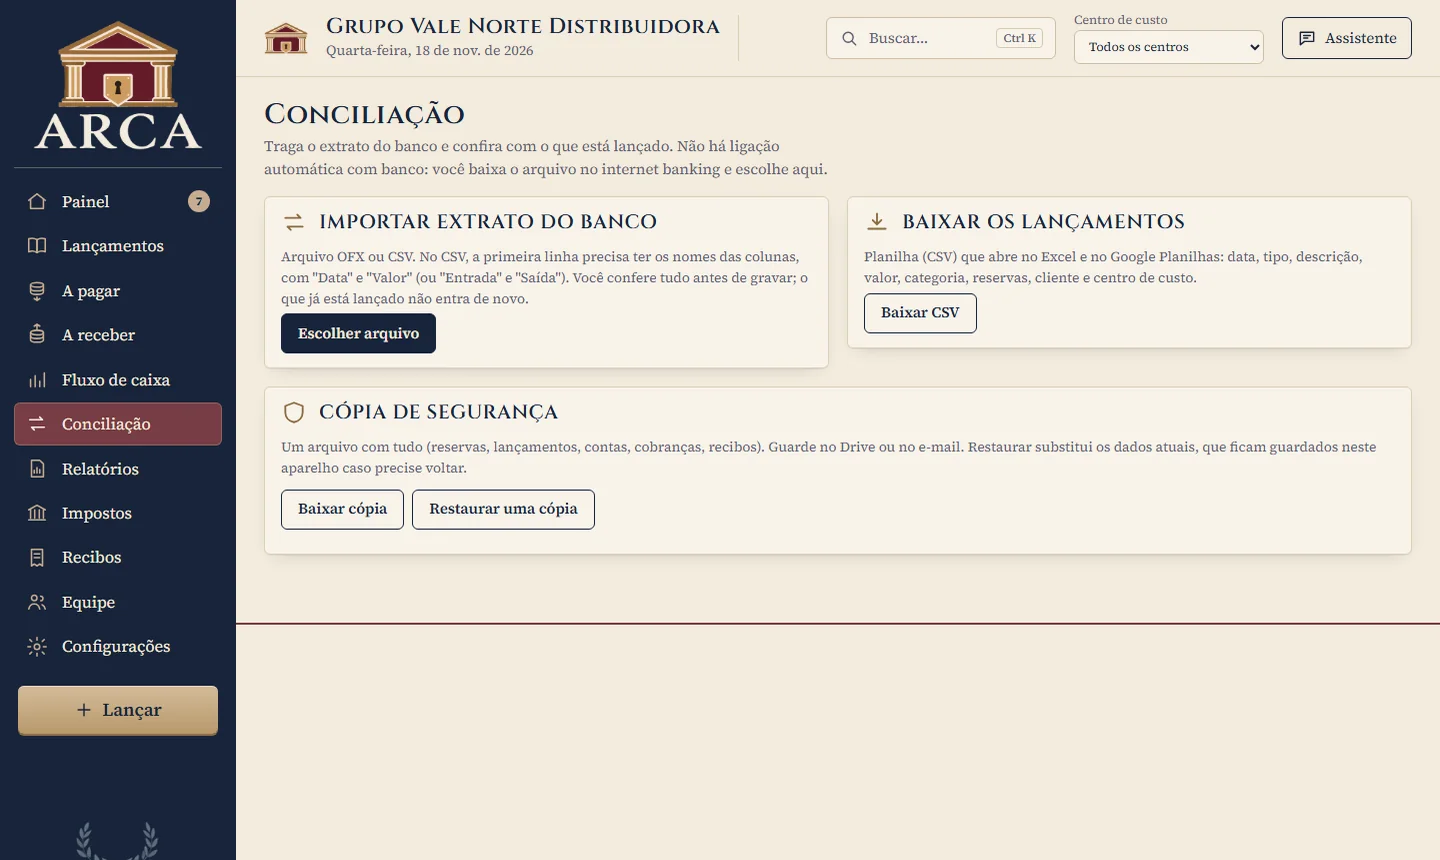 ARCA
Painel
7
Lançamentos
A pagar
A receber
Fluxo de caixa
Conciliação
Relatórios
Impostos
Recibos
Equipe
Configurações
+ Lançar
Grupo Vale Norte Distribuidora
Quarta-feira, 18 de nov. de 2026
Buscar...
Ctrl K
Centro de custo
Todos os centros
Assistente
Conciliação
Traga o extrato do banco e confira com o que está lançado. Não há ligação
automática com banco: você baixa o arquivo no internet banking e escolhe aqui.
IMPORTAR EXTRATO DO BANCO
Arquivo OFX ou CSV. No CSV, a primeira linha precisa ter os nomes das colunas,
com "Data" e "Valor" (ou "Entrada" e "Saída"). Você confere tudo antes de gravar; o
que já está lançado não entra de novo.
Escolher arquivo
BAIXAR OS LANÇAMENTOS
Planilha (CSV) que abre no Excel e no Google Planilhas: data, tipo, descrição,
valor, categoria, reservas, cliente e centro de custo.
Baixar CSV
CÓPIA DE SEGURANÇA
Um arquivo com tudo (reservas, lançamentos, contas, cobranças, recibos). Guarde no Drive ou no e-mail. Restaurar substitui os dados atuais, que ficam guardados neste
aparelho caso precise voltar.
Baixar cópia
Restaurar uma cópia